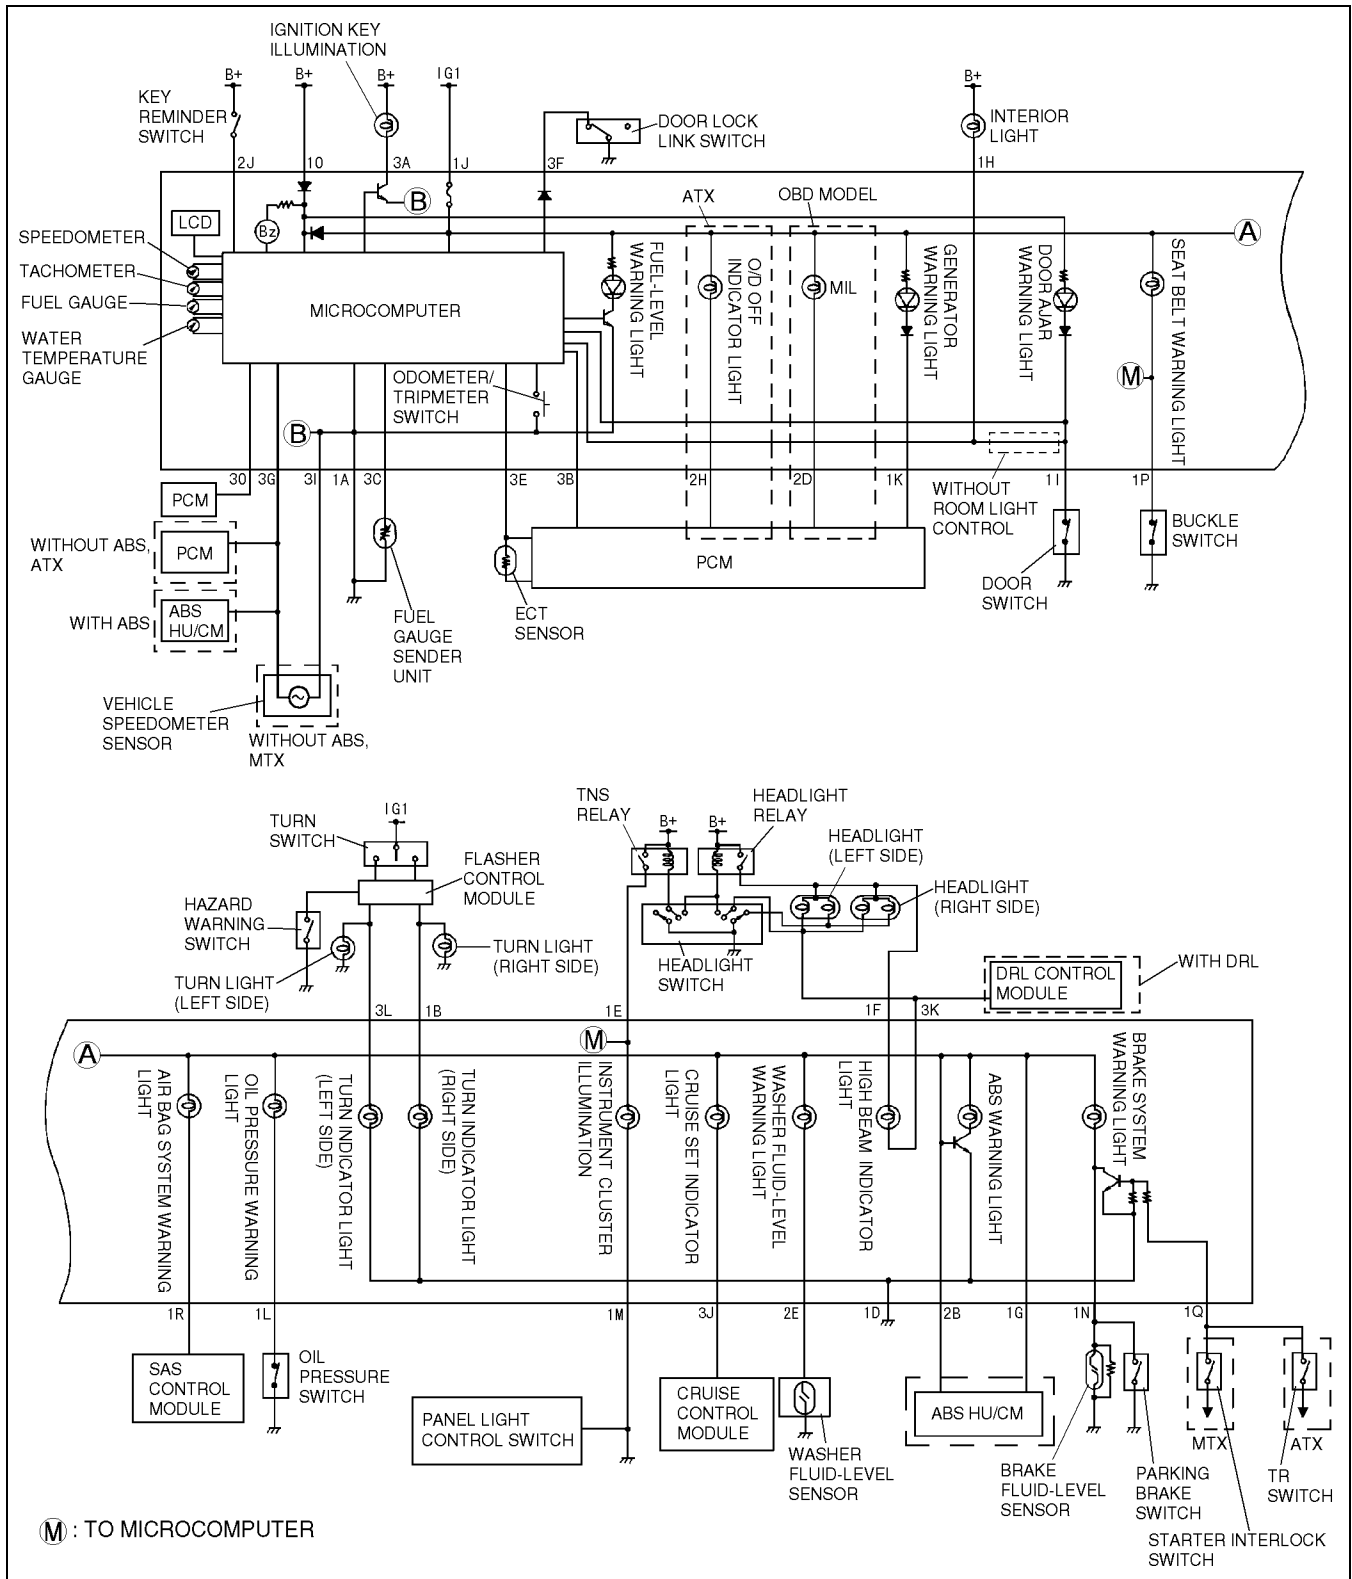 IGNITION KEY
ILLUMINATION
B+
B+
B+
IG1
B+
KEY
REMINDER
SWITCH
DOOR LOCK
LINK SWITCH
INTERIOR
LIGHT
2J
1O
3A
1J
3F
1H
B
LCD
Bz
ATX
OBD MODEL
A
SPEEDOMETER
TACHOMETER
FUEL GAUGE
WATER
TEMPERATURE
GAUGE
MICROCOMPUTER
FUEL-LEVEL
WARNING LIGHT
O/D OFF
INDICATOR LIGHT
MIL
GENERATOR
WARNING LIGHT
DOOR AJAR
WARNING LIGHT
SEAT BELT WARNING LIGHT
M
ODOMETER/
TRIPMETER
SWITCH
B
3O
3G
3I
1A
3C
3E
3B
2H
2D
1K
1I
1P
WITHOUT
ROOM LIGHT
CONTROL
PCM
WITHOUT ABS,
ATX
PCM
WITH ABS
ABS
HU/CM
FUEL
GAUGE
SENDER
UNIT
ECT
SENSOR
PCM
DOOR
SWITCH
BUCKLE
SWITCH
VEHICLE
SPEEDOMETER
SENSOR
WITHOUT ABS,
MTX
IG1
TURN
SWITCH
FLASHER
CONTROL
MODULE
HAZARD
WARNING
SWITCH
TURN LIGHT
(LEFT SIDE)
TURN LIGHT
(RIGHT SIDE)
TNS
RELAY
B+
B+
HEADLIGHT
RELAY
HEADLIGHT
(LEFT SIDE)
HEADLIGHT
(RIGHT SIDE)
HEADLIGHT
SWITCH
DRL CONTROL
MODULE
WITH DRL
3L
1B
1E
1F
3K
A
M
AIR BAG SYSTEM WARNING
LIGHT
OIL PRESSURE WARNING
LIGHT
TURN INDICATOR LIGHT
(LEFT SIDE)
TURN INDICATOR LIGHT
(RIGHT SIDE)
INSTRUMENT CLUSTER
ILLUMINATION
CRUISE SET INDICATOR
LIGHT
WASHER FLUID-LEVEL
WARNING LIGHT
HIGH BEAM INDICATOR
LIGHT
ABS WARNING LIGHT
BRAKE SYSTEM
WARNING LIGHT
1R
1L
1M
3J
2E
1D
2B
1G
1N
1Q
SAS
CONTROL
MODULE
OIL
PRESSURE
SWITCH
PANEL LIGHT
CONTROL SWITCH
CRUISE
CONTROL
MODULE
WASHER
FLUID-LEVEL
SENSOR
ABS HU/CM
BRAKE
FLUID-LEVEL
SENSOR
PARKING
BRAKE
SWITCH
MTX
ATX
TR
SWITCH
STARTER INTERLOCK
SWITCH
M : TO MICROCOMPUTER